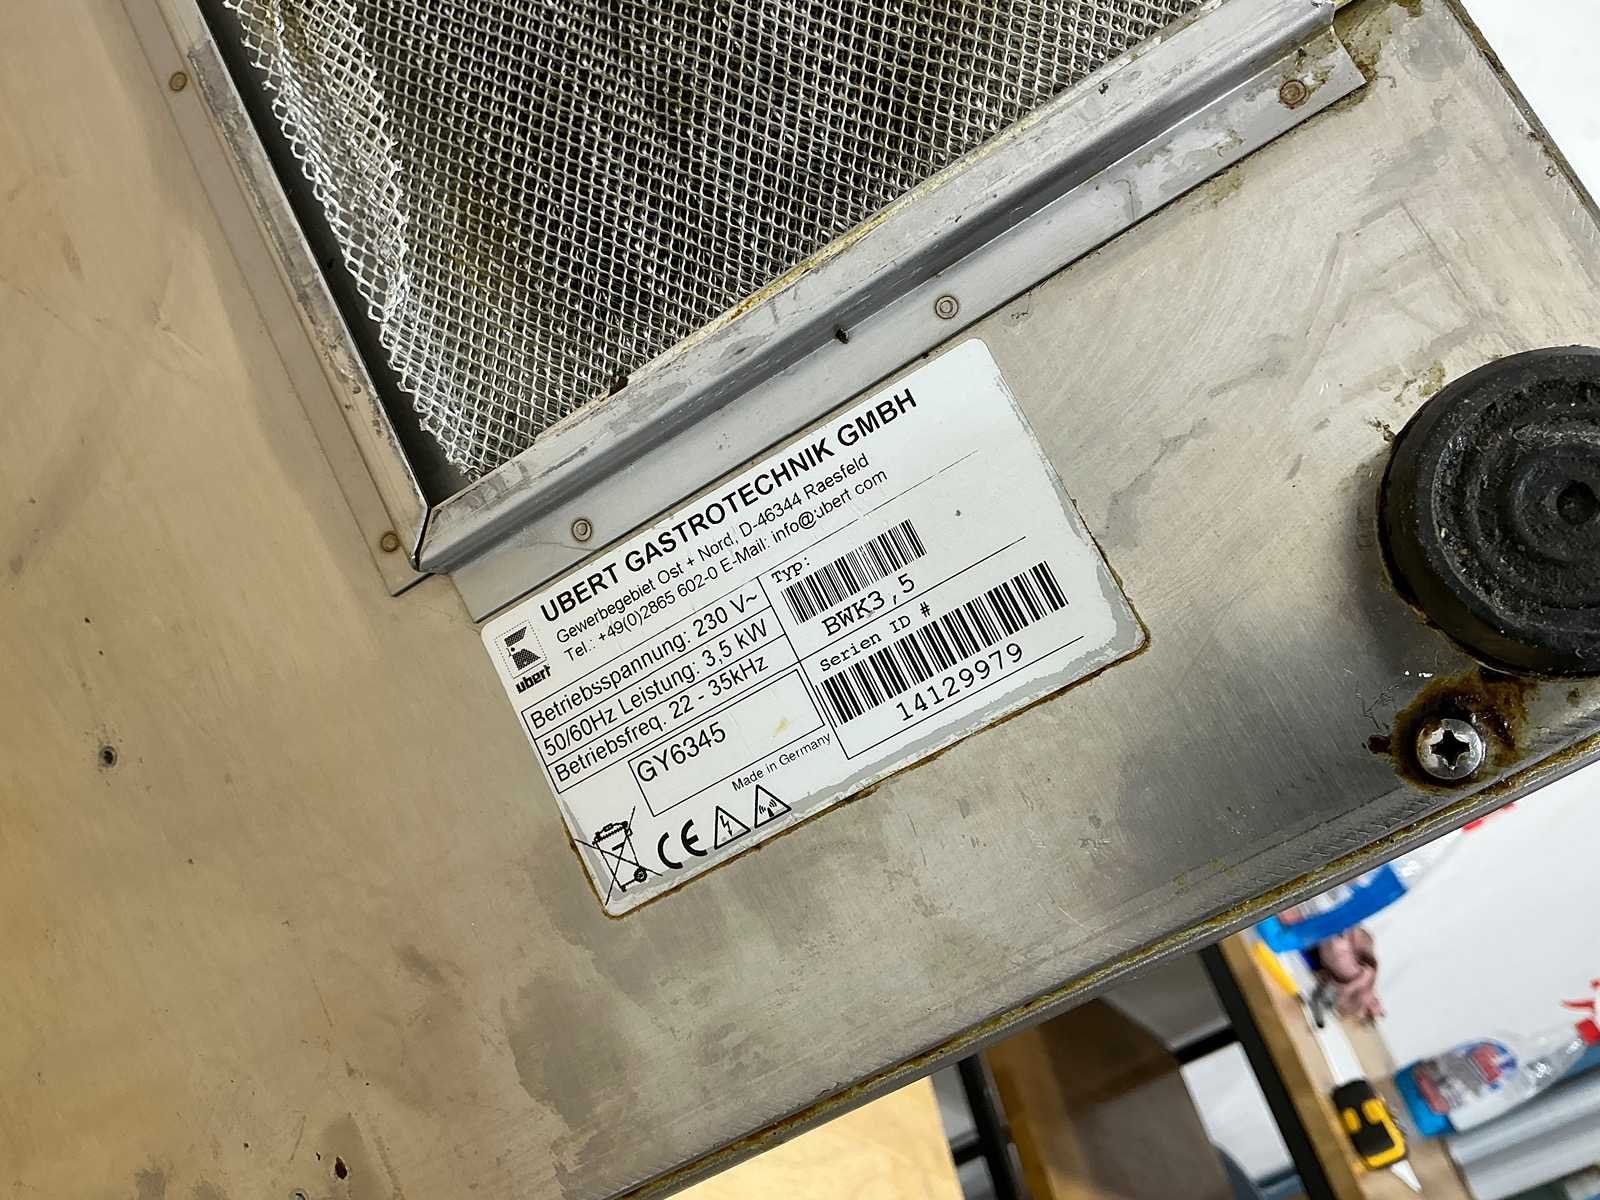 UBERT GASTROTECHNIK GMBH
Gewerbegebiet Ost + Nord, D-46344 Raesfeld
Tel.: +49(0)2865 602-0 E-Mail: info@ubert.com
ubert
Betriebsspannung: 230 V~
50/60Hz Leistung: 3,5 kW
Betriebsfreq. 22 - 35kHz
GY6345
Made in Germany
CE
Typ:
BWK3,5
Serien ID #
14129979